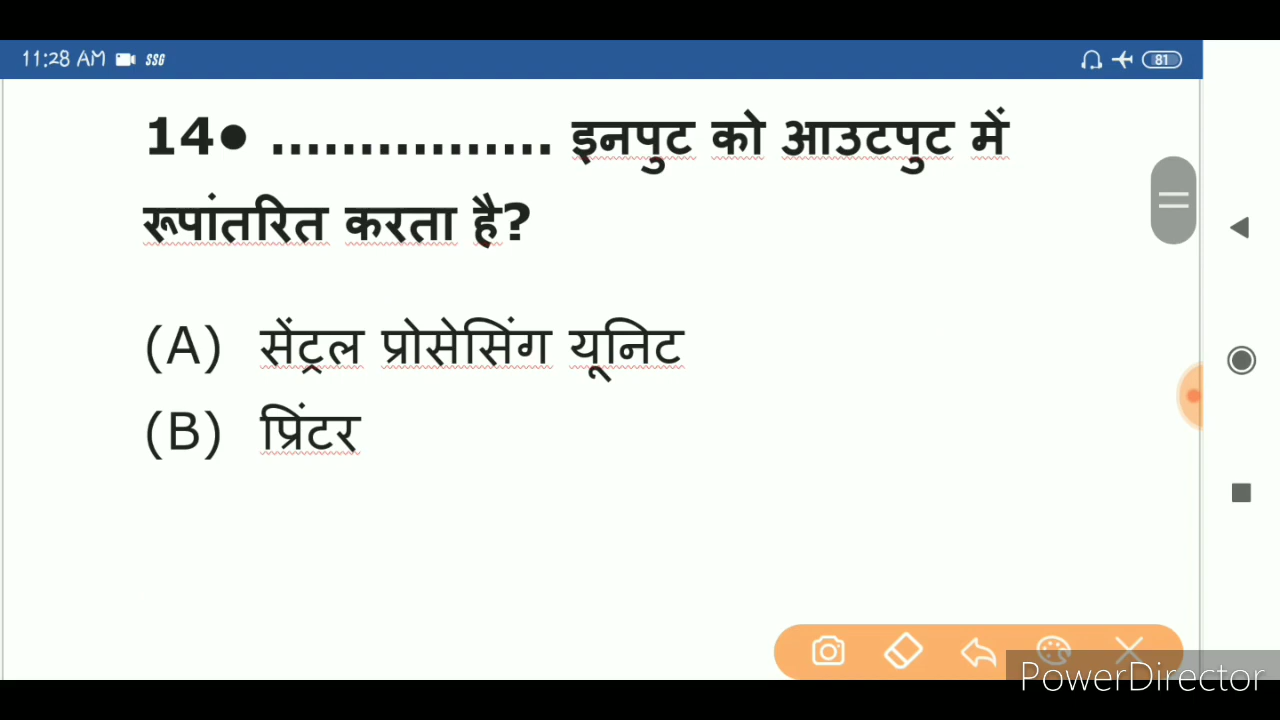 11:28 AM SSG 81
14● ................ इनपुट को आउटपुट में
रूपांतरित करता है?
(A) सेंट्रल प्रोसेसिंग यूनिट
(B) प्रिंटर
PowerDirector